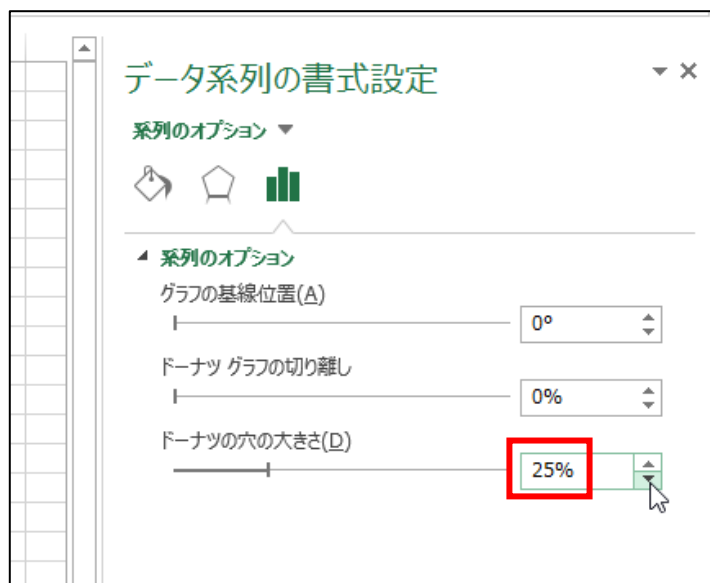 データ系列の書式設定
系列のオプション
系列のオプション
グラフの基線位置(A)
0°
ドーナツ グラフの切り離し
0%
ドーナツの穴の大きさ(D)
25%